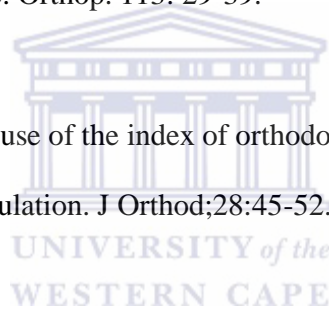 . Orthop. 113: 29-39.
use of the index of orthodo
ulation. J Orthod;28:45-52.
UNIVERSITY of the
WESTERN CAPE